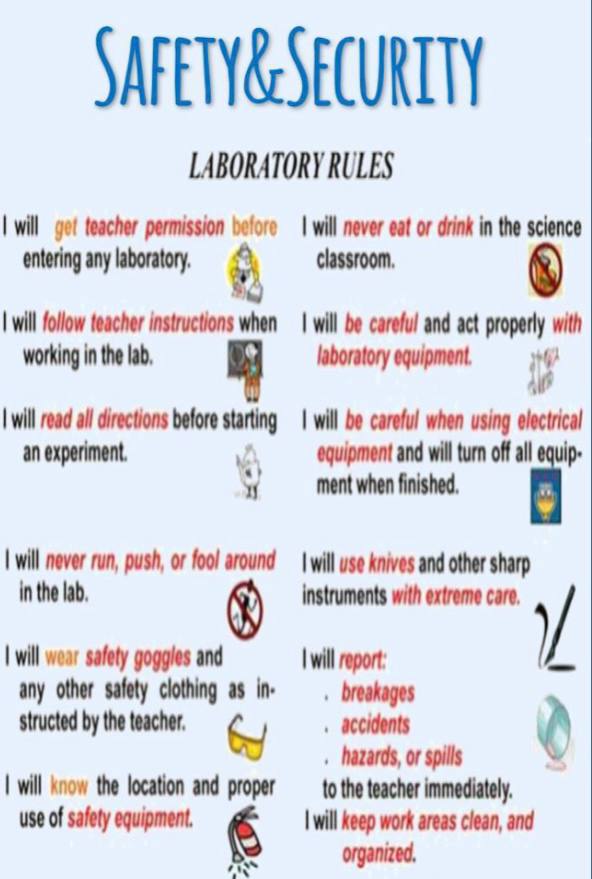 SAFETY&SECURITY
LABORATORY RULES
I will get teacher permission before
entering any laboratory.
I will follow teacher instructions when
working in the lab.
I will read all directions before starting
an experiment.
I will never run, push, or fool around
in the lab.
I will wear safety goggles and
any other safety clothing as in-
structed by the teacher.
I will know the location and proper
use of safety equipment.
I will never eat or drink in the science
classroom.
I will be careful and act properly with
laboratory equipment.
I will be careful when using electrical
equipment and will turn off all equip-
ment when finished.
I will use knives and other sharp
instruments with extreme care.
I will report:
. breakages
. accidents
. hazards, or spills
to the teacher immediately.
I will keep work areas clean, and
organized.